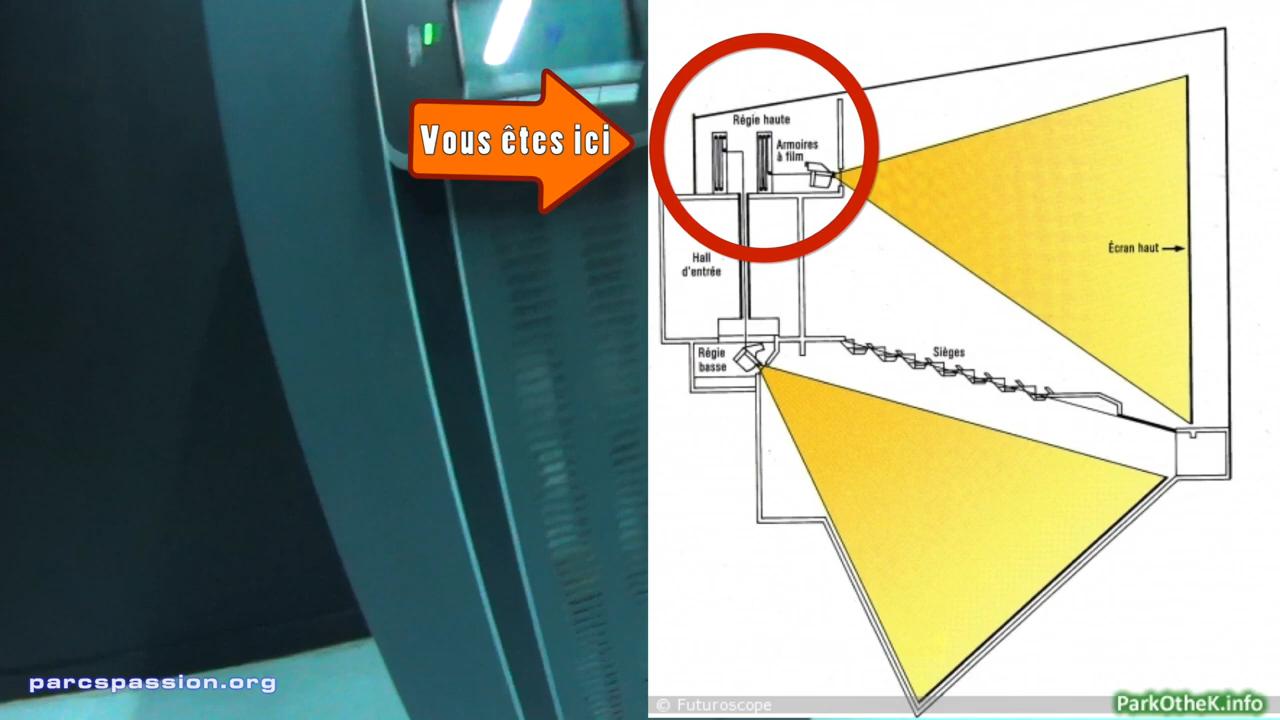 Vous êtes ici
Régie haute
Armoires
à film
Écran haut
Hall
d'entrée
Sièges
Régie
basse
parcspassion.org
© Futuroscope
ParkOtheK.info